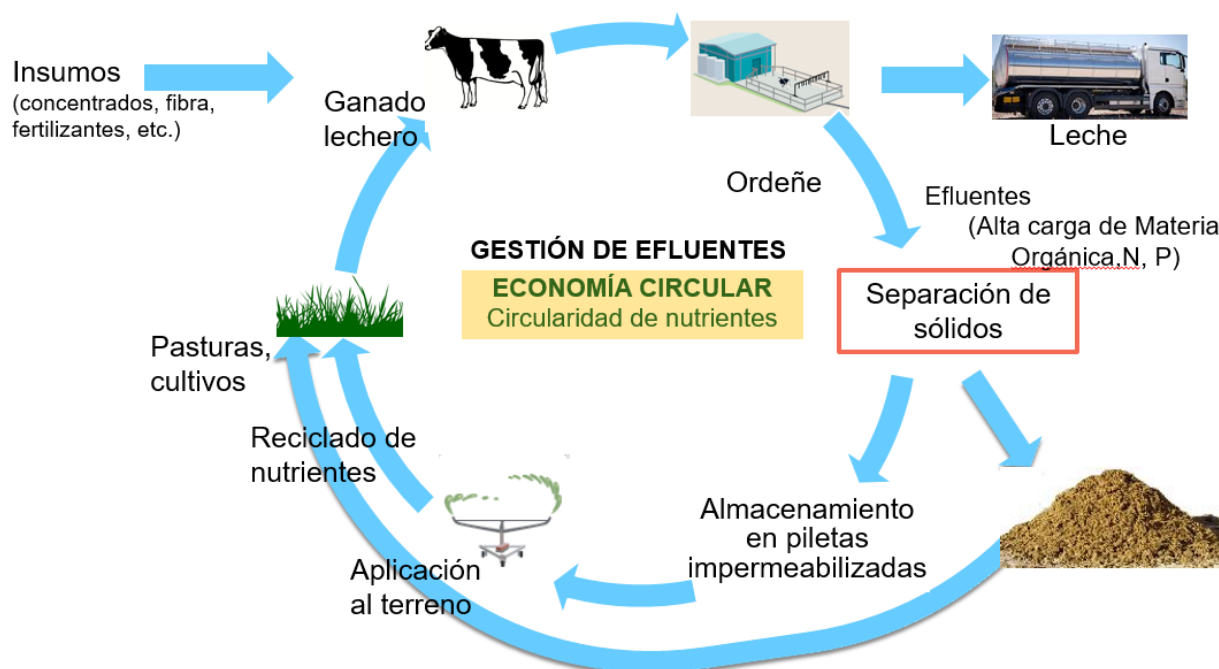 Insumos
(concentrados, fibra,
fertilizantes, etc.)
Ganado
lechero
Ordeñe
Leche
Efluentes
(Alta carga de Materia
Orgánica,N, P)
GESTIÓN DE EFLUENTES
ECONOMÍA CIRCULAR
Circularidad de nutrientes
Separación de
sólidos
Pasturas,
cultivos
Reciclado de
nutrientes
Almacenamiento
en piletas
impermeabilizadas
Aplicación
al terreno